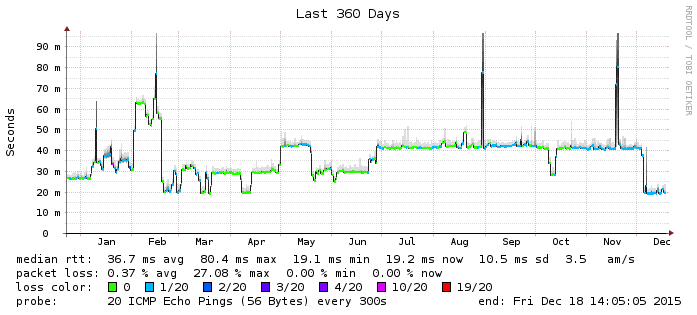 Last 360 Days
RRDTOOL / TOBI OETIKER
Seconds
90 m
80 m
70 m
60 m
50 m
40 m
30 m
20 m
10 m
0
Jan Feb Mar Apr May Jun Jul Aug Sep Oct Nov Dec
median rtt: 36.7 ms avg 80.4 ms max 19.1 ms min 19.2 ms now 10.5 ms sd 3.5 am/s
packet loss: 0.37 % avg 27.08 % max 0.00 % min 0.00 % now
loss color: 0 1/20 2/20 3/20 4/20 10/20 19/20
probe: 20 ICMP Echo Pings (56 Bytes) every 300s end: Fri Dec 18 14:05:05 2015